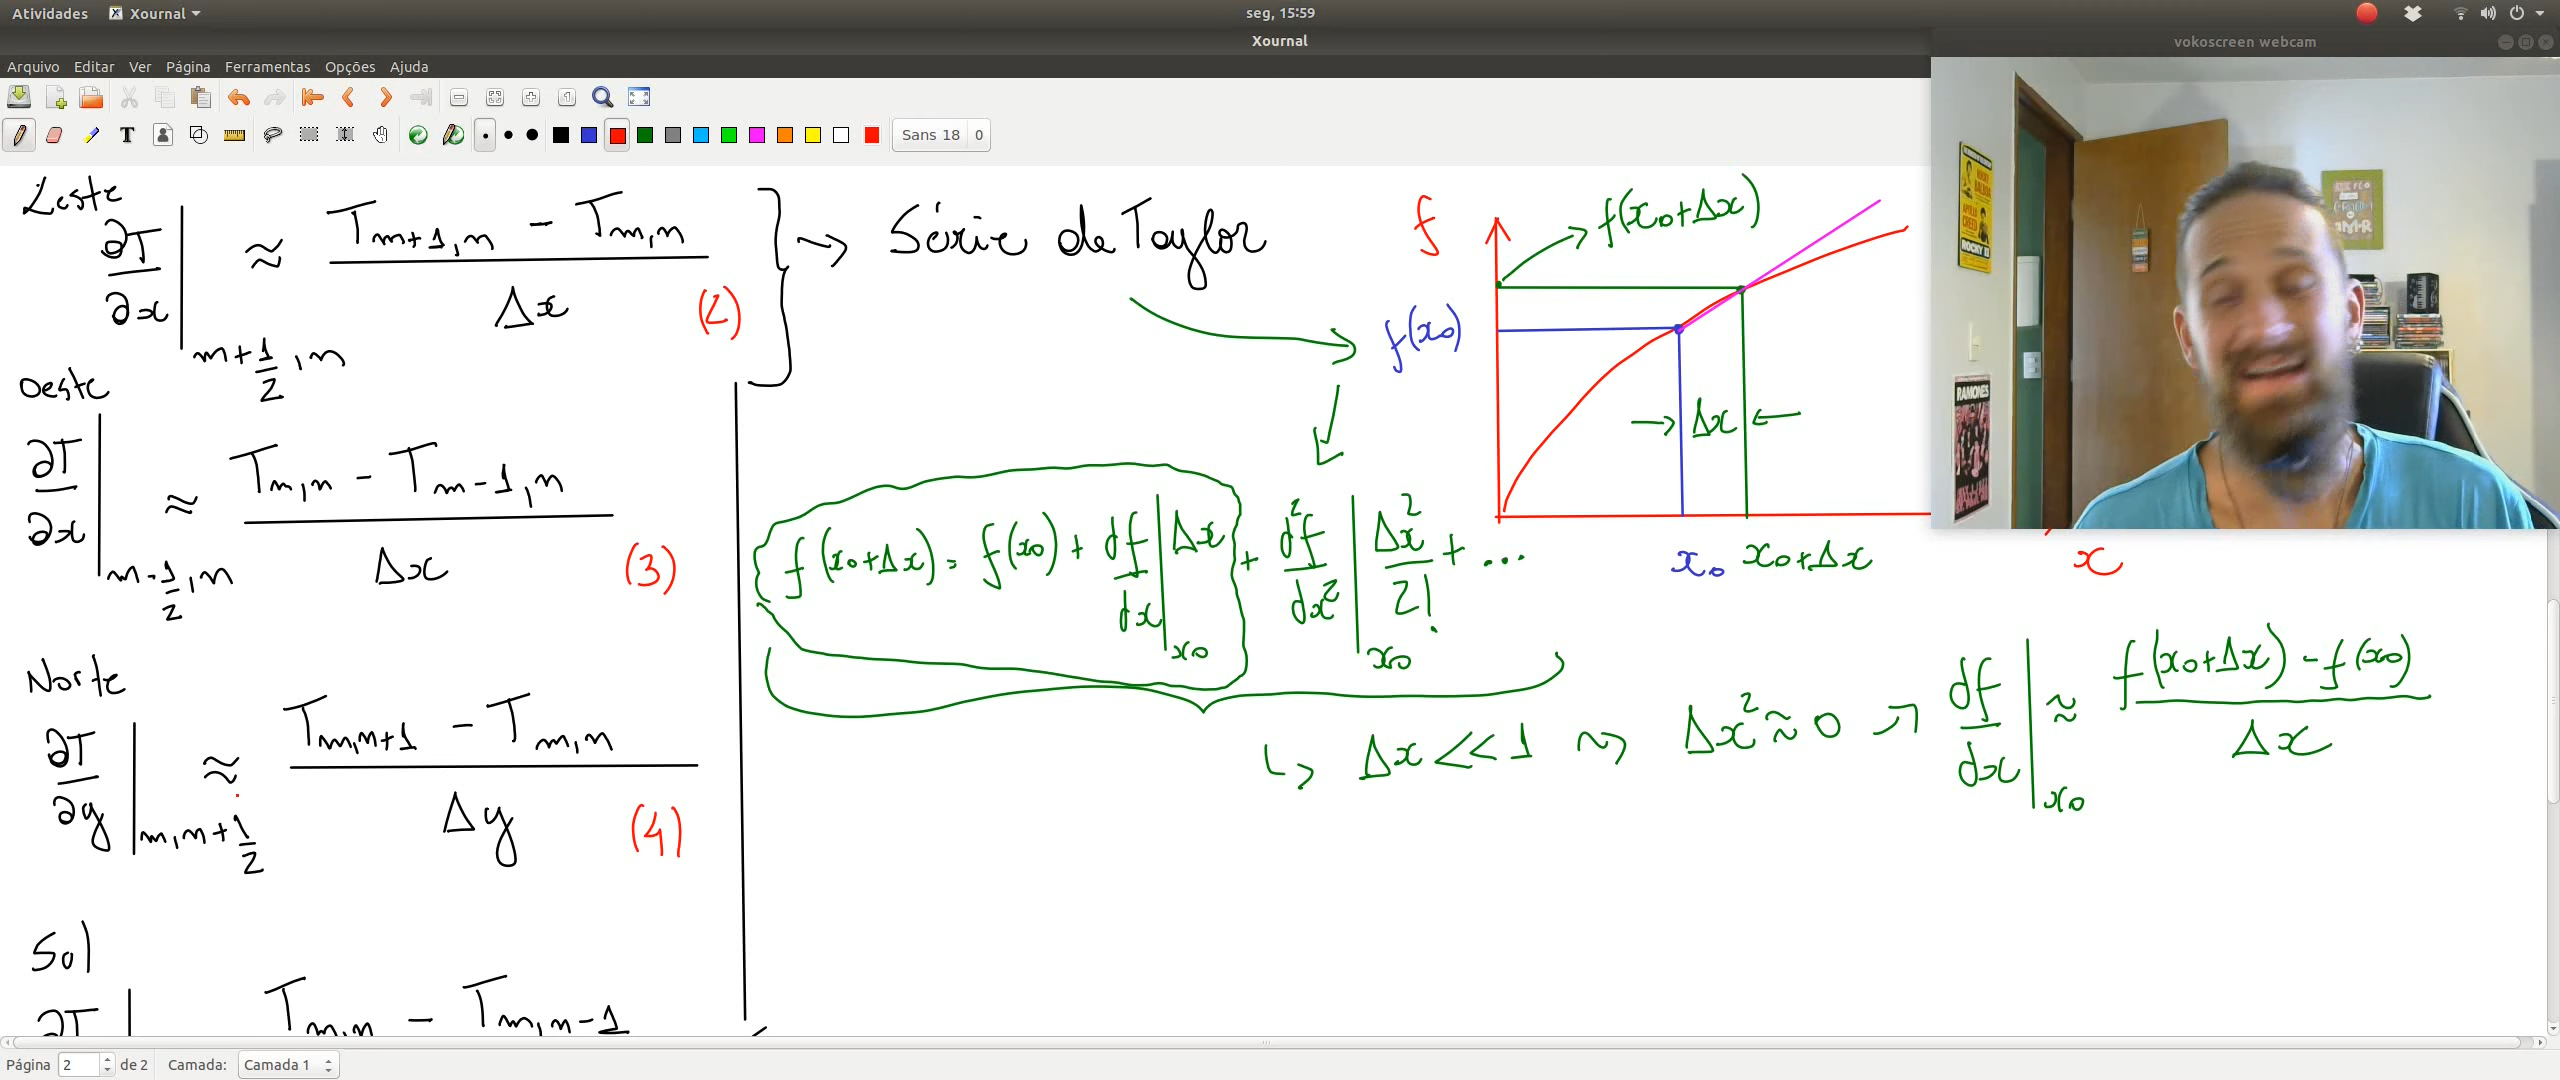 Atividades Xournal seg, 15:59
Xournal
vokoscreen webcam
Arquivo Editar Ver Página Ferramentas Opções Ajuda
Sans 18 0
Leste
∂T/∂x |m+1/2,n ≈ (Tm+1,n - Tm,n)/Δx (2)
Oeste
∂T/∂x |m-1/2,n ≈ (Tm,n - Tm-1,n)/Δx (3)
Norte
∂T/∂y |m,n+1/2 ≈ (Tm,n+1 - Tm,n)/Δy (4)
Sul
∂T Tm,n - Tm,n-1
Série de Taylor
f
f(x₀+Δx)
f(x₀)
→ Δx ←
x₀ x₀+Δx x
f(x₀+Δx) = f(x₀) + df/dx |x₀ Δx + d²f/dx² |x₀ Δx²/2! + ...
↳ Δx << 1 ⇝ Δx² ≈ 0 → df/dx |x₀ ≈ (f(x₀+Δx) - f(x₀))/Δx
ROCKY II
RAMONES
Página 2 de 2 Camada: Camada 1